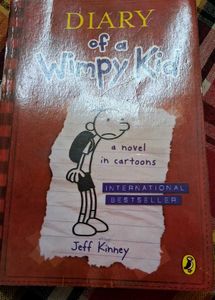 DIARY
of a
Wimpy Kid
a novel
in cartoons
INTERNATIONAL
BESTSELLER
Jeff Kinney